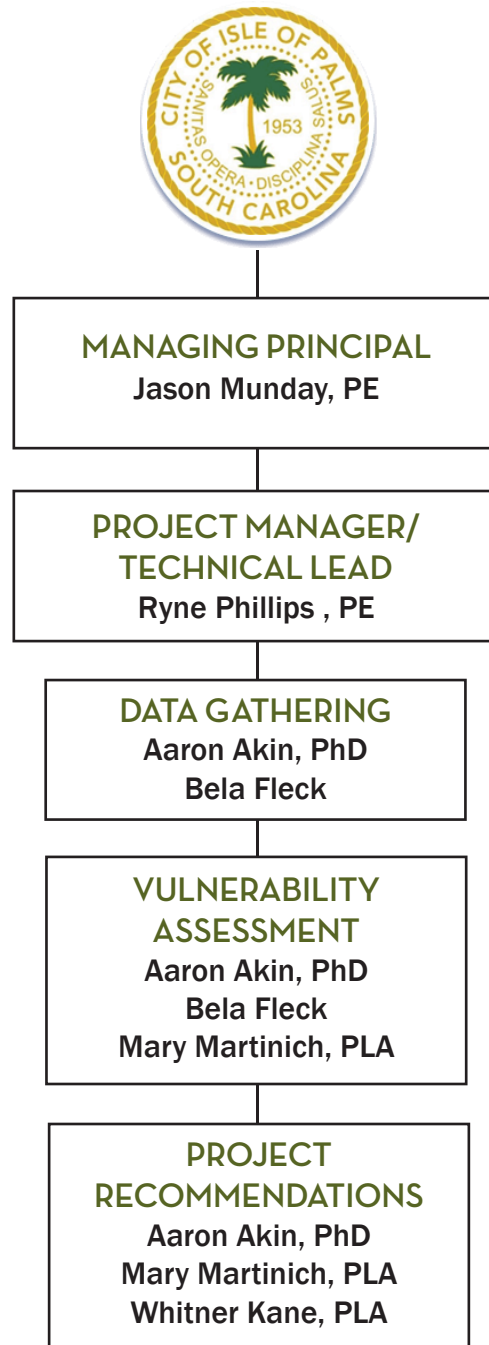 CITY OF ISLE OF PALMS
SANITAS OPERA • DISCIPLINA SALUS
1953
SOUTH CAROLINA
MANAGING PRINCIPAL
Jason Munday, PE
PROJECT MANAGER/
TECHNICAL LEAD
Ryne Phillips , PE
DATA GATHERING
Aaron Akin, PhD
Bela Fleck
VULNERABILITY
ASSESSMENT
Aaron Akin, PhD
Bela Fleck
Mary Martinich, PLA
PROJECT
RECOMMENDATIONS
Aaron Akin, PhD
Mary Martinich, PLA
Whitner Kane, PLA